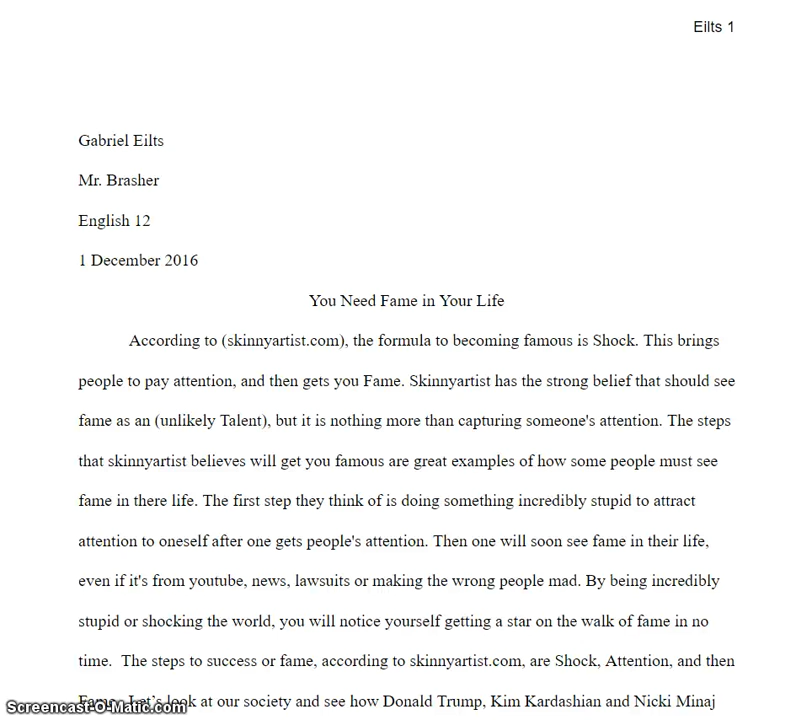 Eilts 1
Gabriel Eilts
Mr. Brasher
English 12
1 December 2016
You Need Fame in Your Life
According to (skinnyartist.com), the formula to becoming famous is Shock. This brings
people to pay attention, and then gets you Fame. Skinnyartist has the strong belief that should see
fame as an (unlikely Talent), but it is nothing more than capturing someone's attention. The steps
that skinnyartist believes will get you famous are great examples of how some people must see
fame in there life. The first step they think of is doing something incredibly stupid to attract
attention to oneself after one gets people's attention. Then one will soon see fame in their life,
even if it's from youtube, news, lawsuits or making the wrong people mad. By being incredibly
stupid or shocking the world, you will notice yourself getting a star on the walk of fame in no
time.  The steps to success or fame, according to skinnyartist.com, are Shock, Attention, and then
Fame. Let's look at our society and see how Donald Trump, Kim Kardashian and Nicki Minaj
Screencast-O-Matic.com